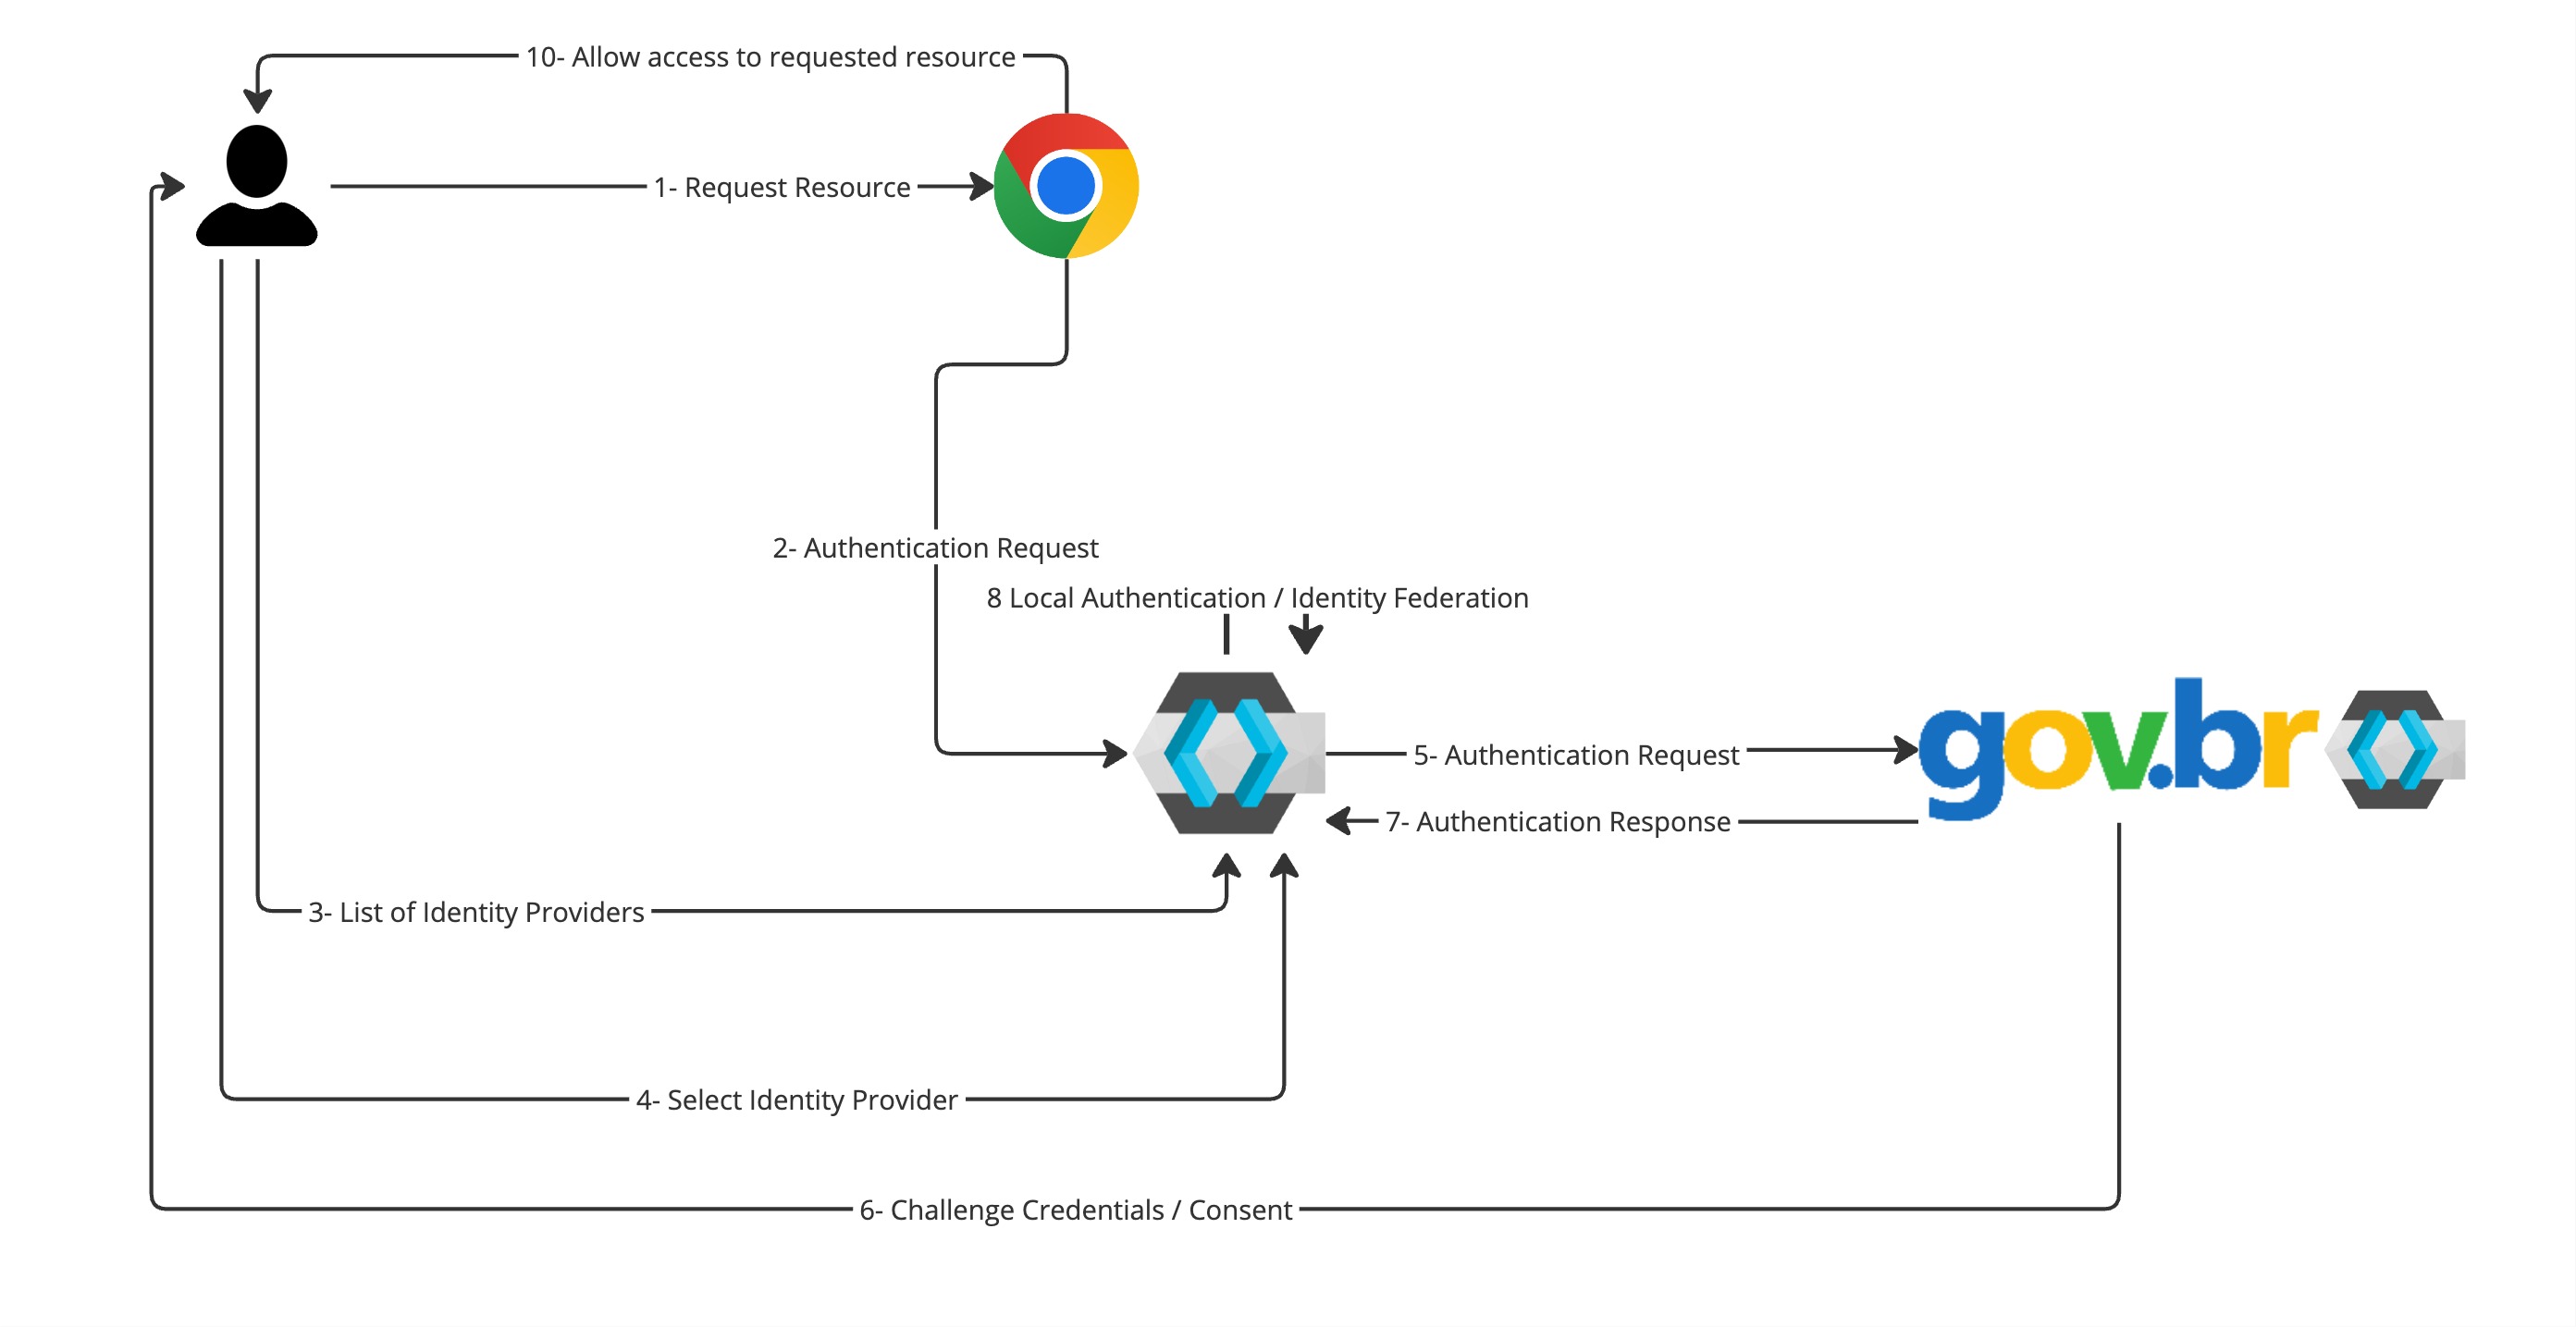 10- Allow access to requested resource
1- Request Resource
2- Authentication Request
8 Local Authentication / Identity Federation
5- Authentication Request
gov.br
7- Authentication Response
3- List of Identity Providers
4- Select Identity Provider
6- Challenge Credentials / Consent